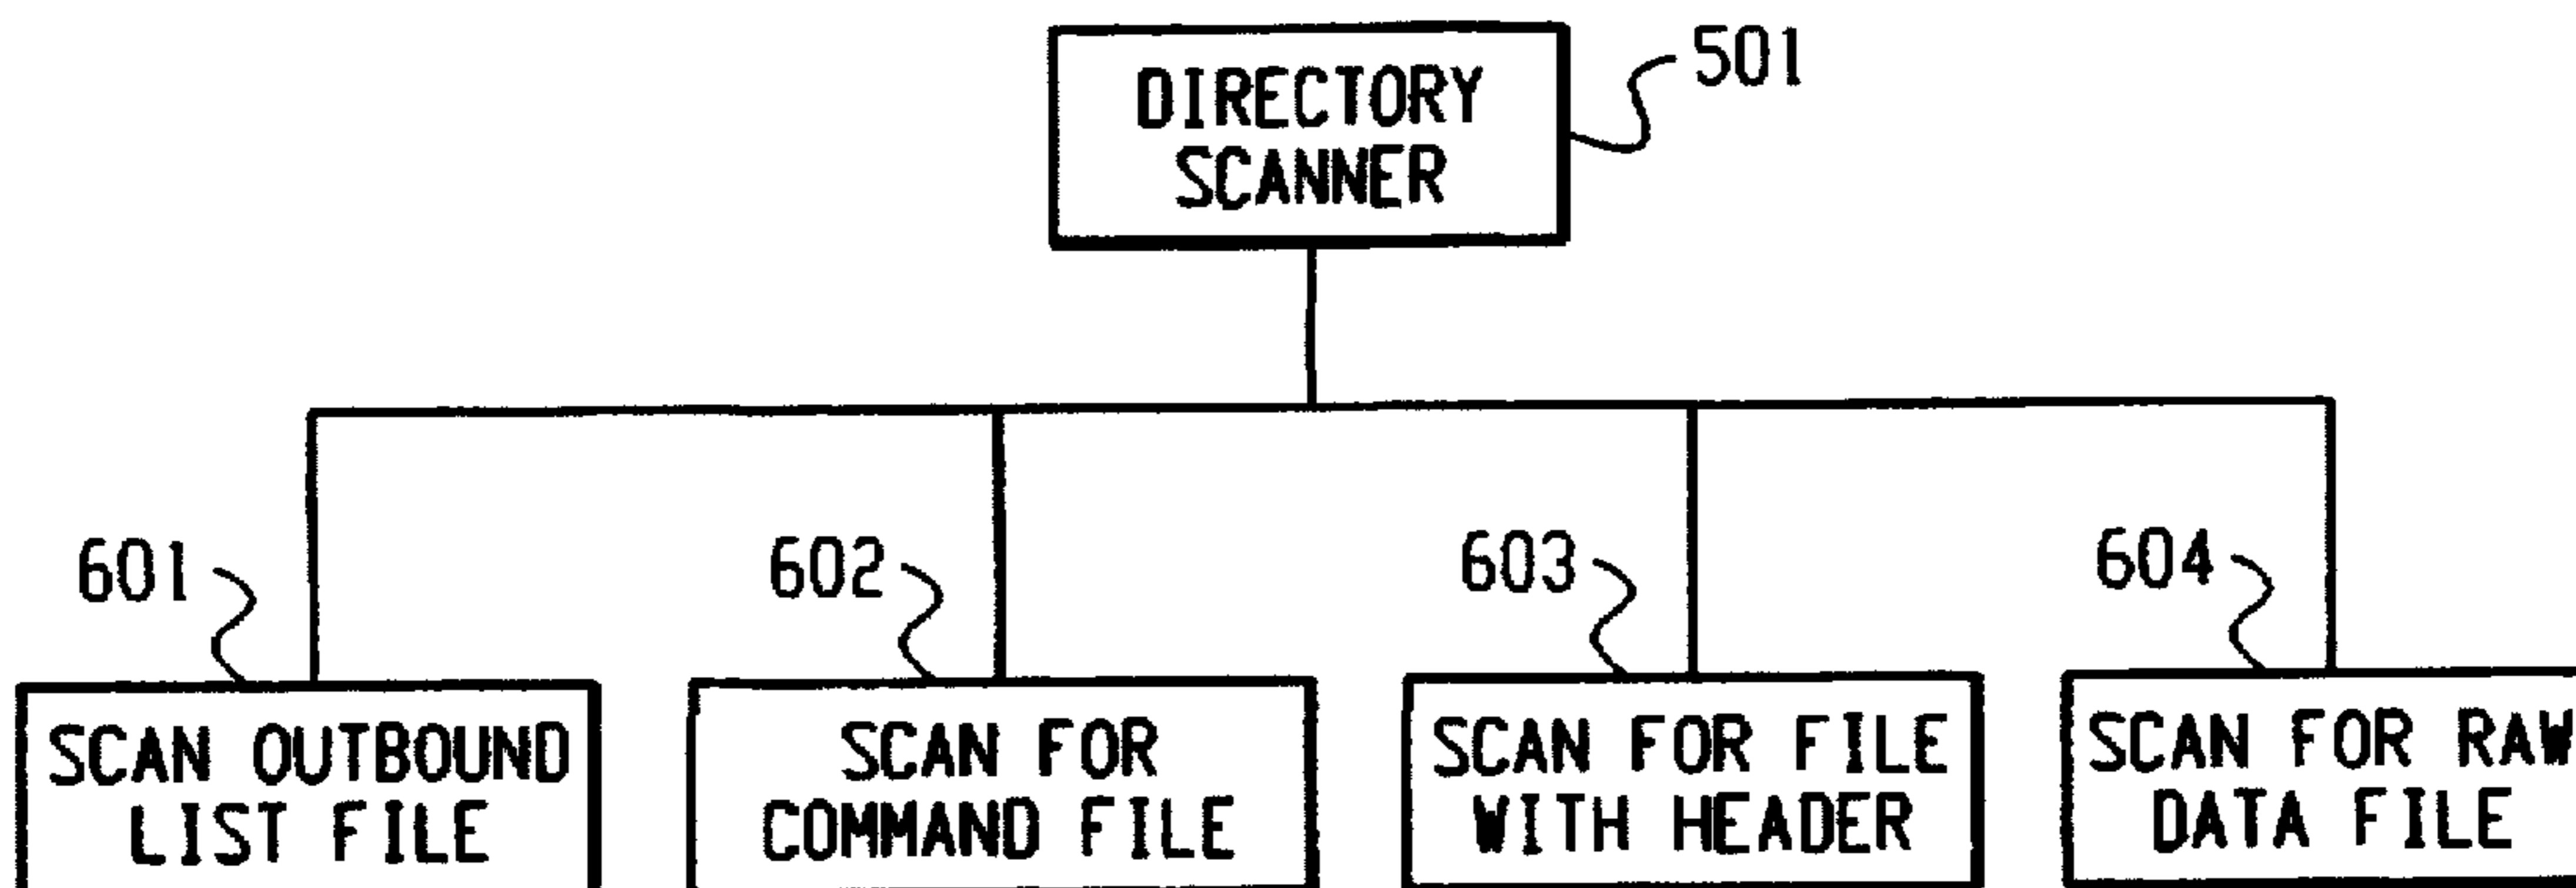 DIRECTORY
SCANNER
501
601
602
603
604
SCAN OUTBOUND
LIST FILE
SCAN FOR
COMMAND FILE
SCAN FOR FILE
WITH HEADER
SCAN FOR RAW
DATA FILE